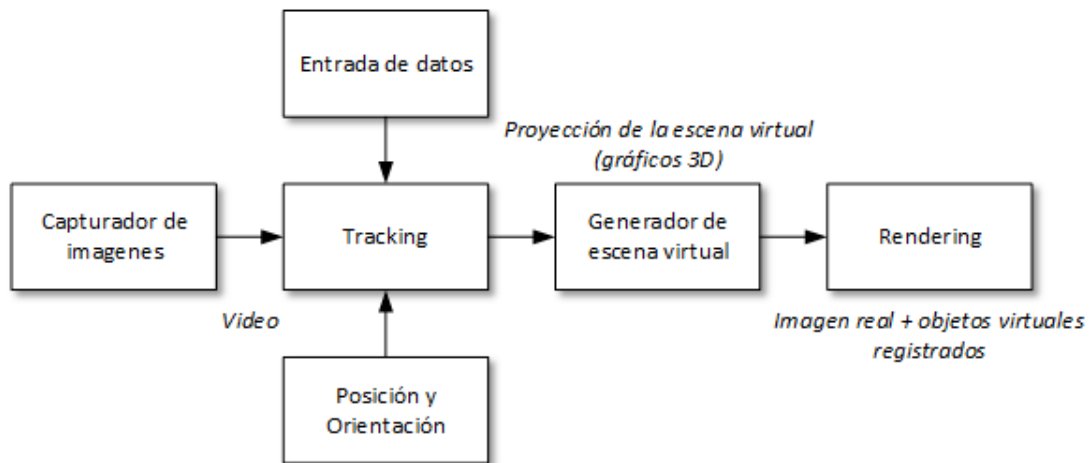 Entrada de datos
Proyección de la escena virtual
(gráficos 3D)
Capturador de
imagenes
Tracking
Generador de
escena virtual
Rendering
Video
Imagen real + objetos virtuales
registrados
Posición y
Orientación